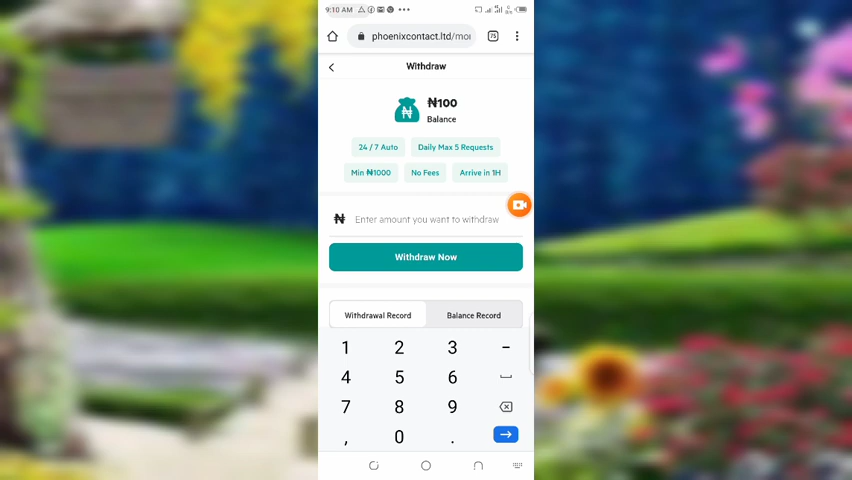 9:10 AM
75
phoenixcontact.ltd/mo
Withdraw
₦100
Balance
24 / 7 Auto
Daily Max 5 Requests
Min ₦1000
No Fees
Arrive in 1H
₦ Enter amount you want to withdraw
Withdraw Now
Withdrawal Record
Balance Record
1 2 3 -
4 5 6
7 8 9
, 0 .